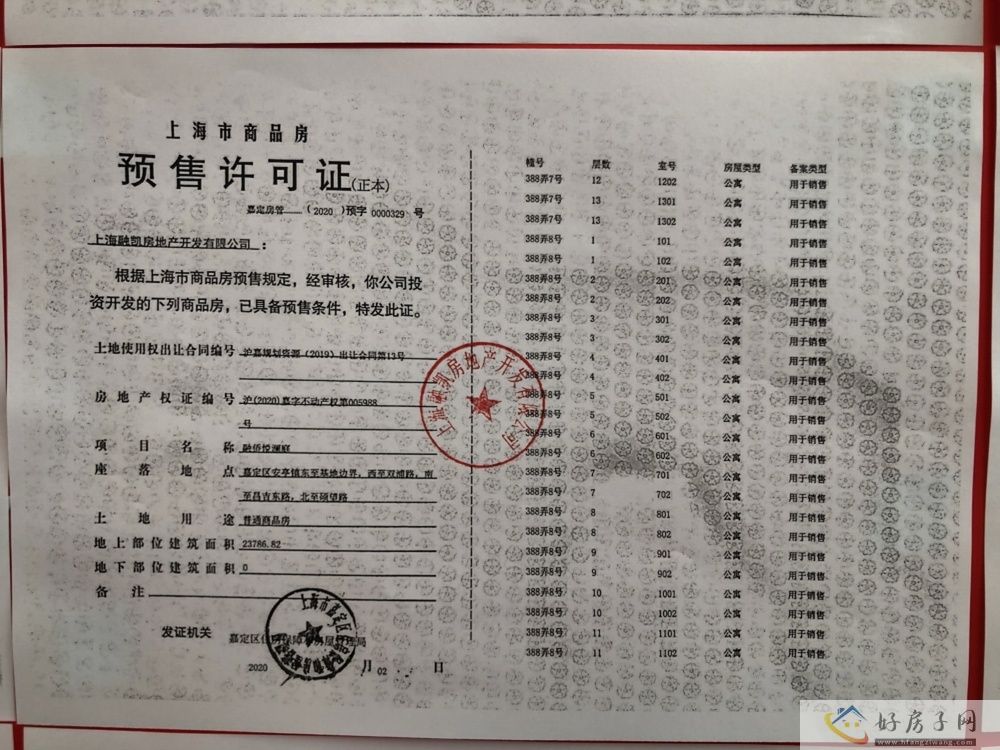 上海市商品房
预售许可证(正本)
嘉定房管 (2020)预字 0000329 号
上海融凯房地产开发有限公司：
根据上海市商品房预售规定，经审核，你公司投
资开发的下列商品房，已具备预售条件，特发此证。
土地使用权出让合同编号 沪嘉规划资源（2019）出让合同第13号
房地产权证编号 沪(2020)嘉字不动产权第005988
号
项目名称 融侨悦澜庭
座落地点 嘉定区安亭镇东至基地边界，西至双浦路，南
至昌吉东路，北至硕望路
土地用途 普通商品房
地上部位建筑面积 23786.82
地下部位建筑面积 0
备注
发证机关 嘉定区住房保障和房屋管理局
2020 月 02 日
上海融凯房地产开发有限公司
幢号 层数 室号 房屋类型 备案类型
388弄7号 12 1202 公寓 用于销售
388弄7号 13 1301 公寓 用于销售
388弄7号 13 1302 公寓 用于销售
388弄8号 1 101 公寓 用于销售
388弄8号 1 102 公寓 用于销售
388弄8号 2 201 公寓 用于销售
388弄8号 2 202 公寓 用于销售
388弄8号 3 301 公寓 用于销售
388弄8号 3 302 公寓 用于销售
388弄8号 4 401 公寓 用于销售
388弄8号 4 402 公寓 用于销售
388弄8号 5 501 公寓 用于销售
388弄8号 5 502 公寓 用于销售
388弄8号 6 601 公寓 用于销售
388弄8号 6 602 公寓 用于销售
388弄8号 7 701 公寓 用于销售
388弄8号 7 702 公寓 用于销售
388弄8号 8 801 公寓 用于销售
388弄8号 8 802 公寓 用于销售
388弄8号 9 901 公寓 用于销售
388弄8号 9 902 公寓 用于销售
388弄8号 10 1001 公寓 用于销售
388弄8号 10 1002 公寓 用于销售
388弄8号 11 1101 公寓 用于销售
388弄8号 11 1102 公寓 用于销售
好房子网
www.hfangziwang.com